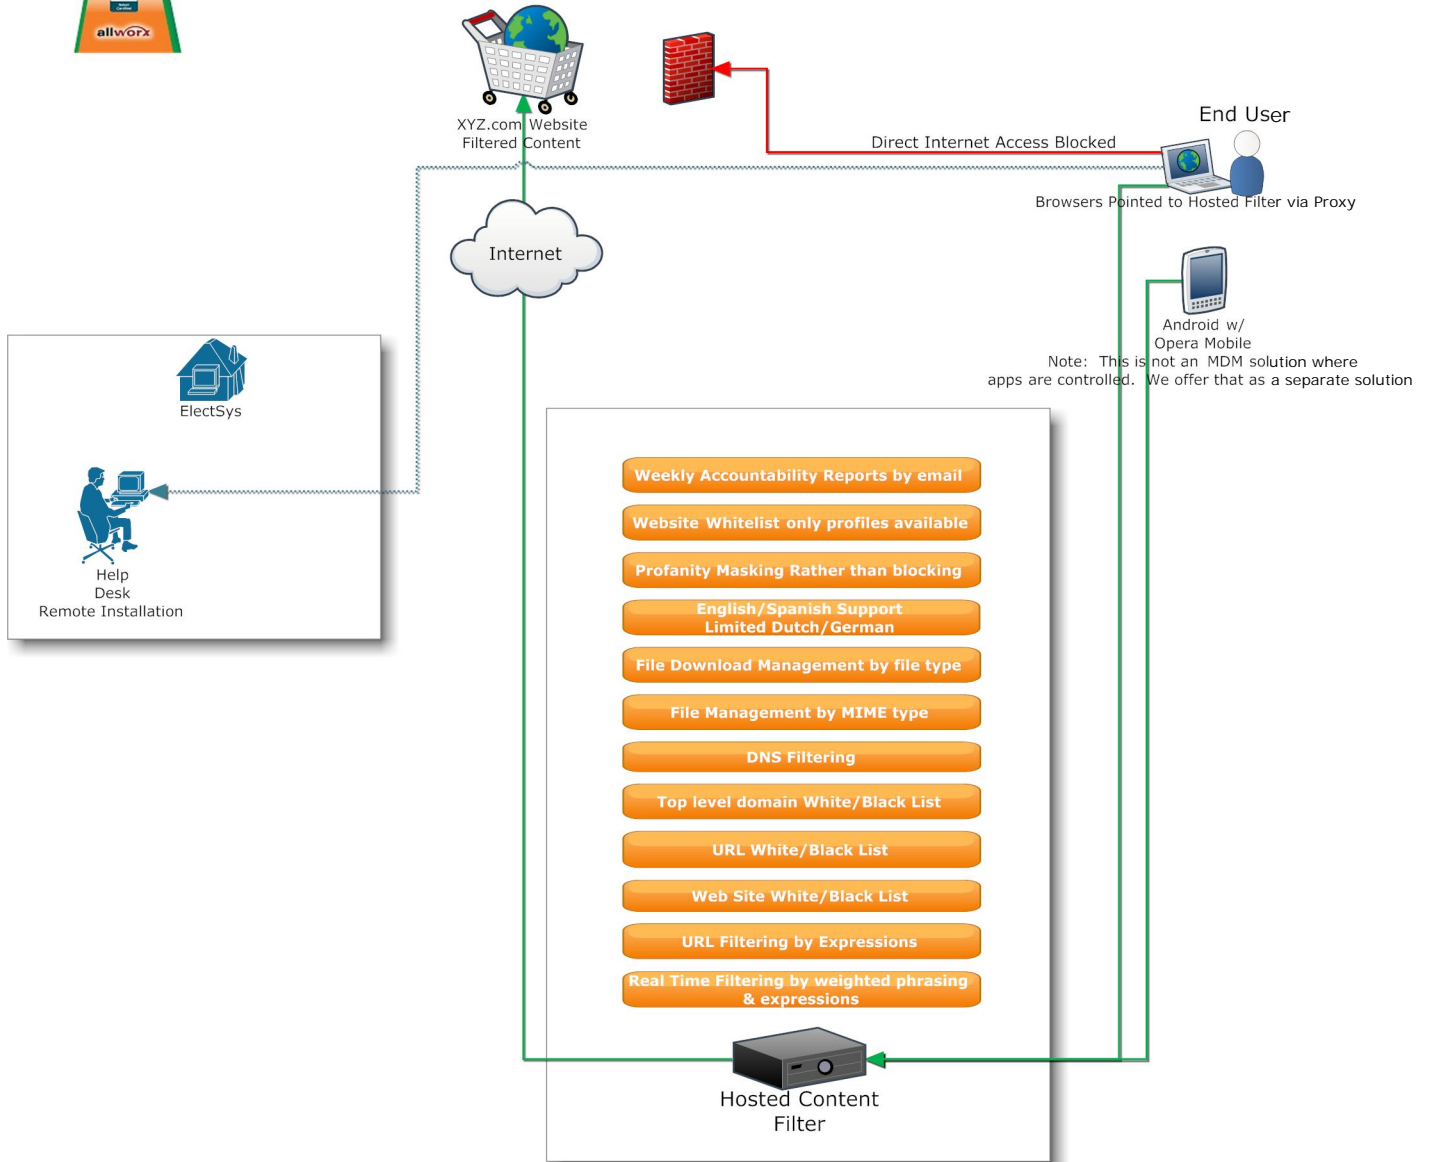 allworx
XYZ.com Website
Filtered Content
End User
Direct Internet Access Blocked
Browsers Pointed to Hosted Filter via Proxy
Internet
Android w/
Opera Mobile
Note: This is not an MDM solution where
apps are controlled. We offer that as a separate solution
ElectSys
Help
Desk
Remote Installation
Weekly Accountability Reports by email
Website Whitelist only profiles available
Profanity Masking Rather than blocking
English/Spanish Support
Limited Dutch/German
File Download Management by file type
File Management by MIME type
DNS Filtering
Top level domain White/Black List
URL White/Black List
Web Site White/Black List
URL Filtering by Expressions
Real Time Filtering by weighted phrasing
& expressions
Hosted Content
Filter